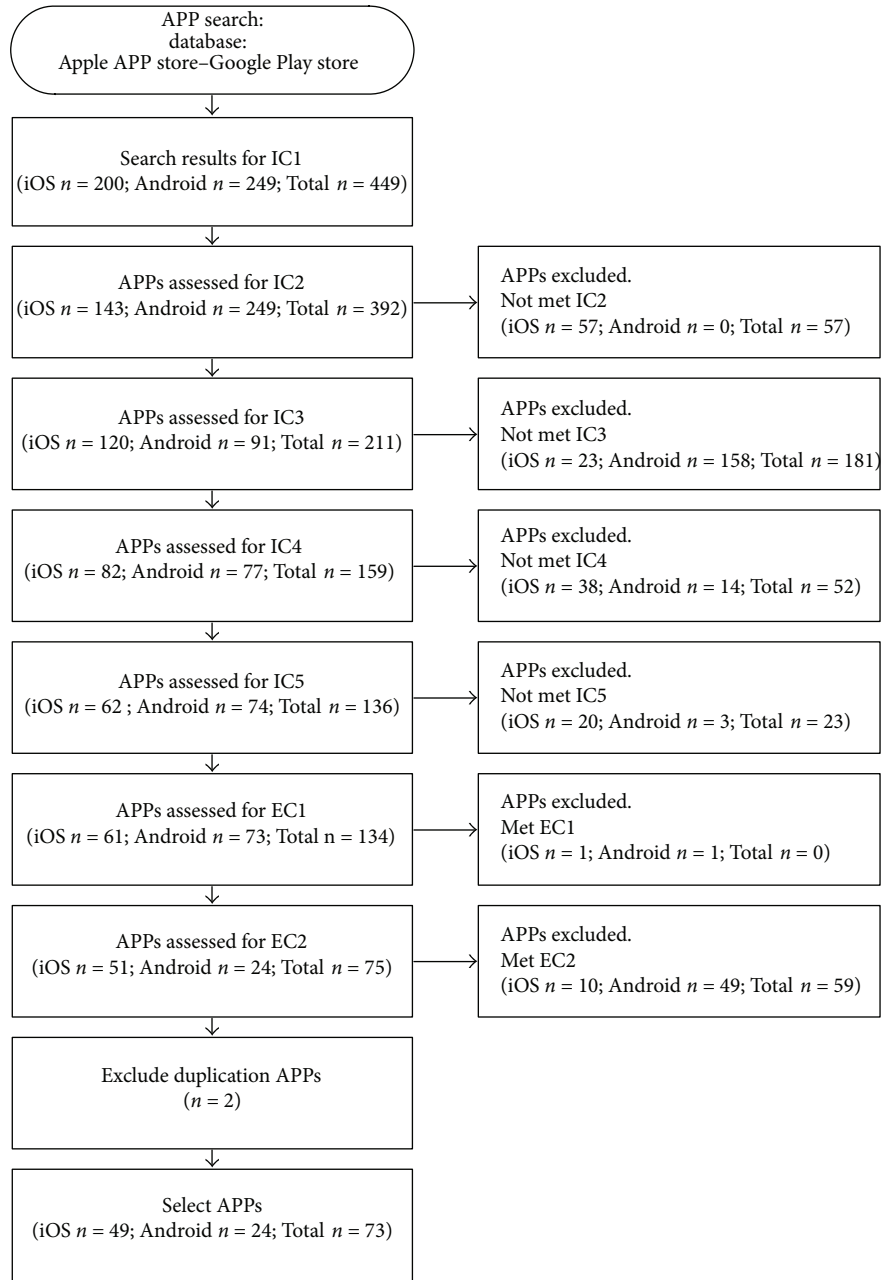 APP search:
database:
Apple APP store–Google Play store
Search results for IC1
(iOS n = 200; Android n = 249; Total n = 449)
APPs assessed for IC2
(iOS n = 143; Android n = 249; Total n = 392)
APPs excluded.
Not met IC2
(iOS n = 57; Android n = 0; Total n = 57)
APPs assessed for IC3
(iOS n = 120; Android n = 91; Total n = 211)
APPs excluded.
Not met IC3
(iOS n = 23; Android n = 158; Total n = 181)
APPs assessed for IC4
(iOS n = 82; Android n = 77; Total n = 159)
APPs excluded.
Not met IC4
(iOS n = 38; Android n = 14; Total n = 52)
APPs assessed for IC5
(iOS n = 62 ; Android n = 74; Total n = 136)
APPs excluded.
Not met IC5
(iOS n = 20; Android n = 3; Total n = 23)
APPs assessed for EC1
(iOS n = 61; Android n = 73; Total n = 134)
APPs excluded.
Met EC1
(iOS n = 1; Android n = 1; Total n = 0)
APPs assessed for EC2
(iOS n = 51; Android n = 24; Total n = 75)
APPs excluded.
Met EC2
(iOS n = 10; Android n = 49; Total n = 59)
Exclude duplication APPs
(n = 2)
Select APPs
(iOS n = 49; Android n = 24; Total n = 73)